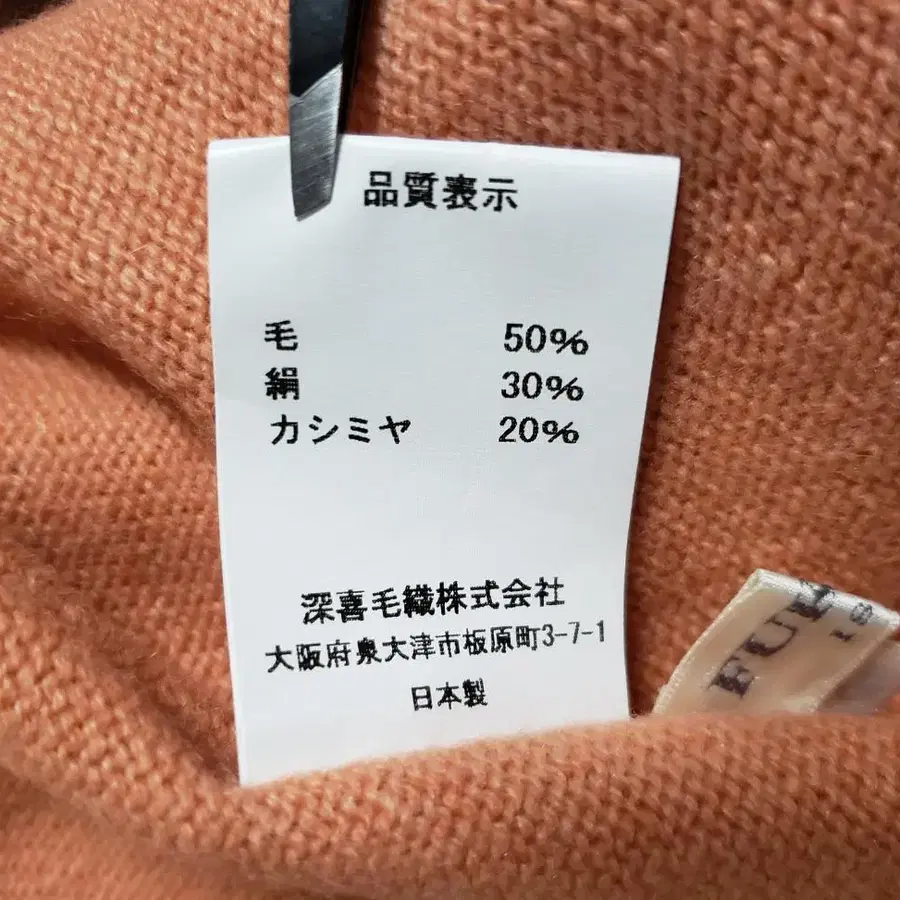 品質表示
毛 50%
絹 30%
カシミヤ 20%
深喜毛織株式会社
大阪府泉大津市板原町3-7-1
日本製